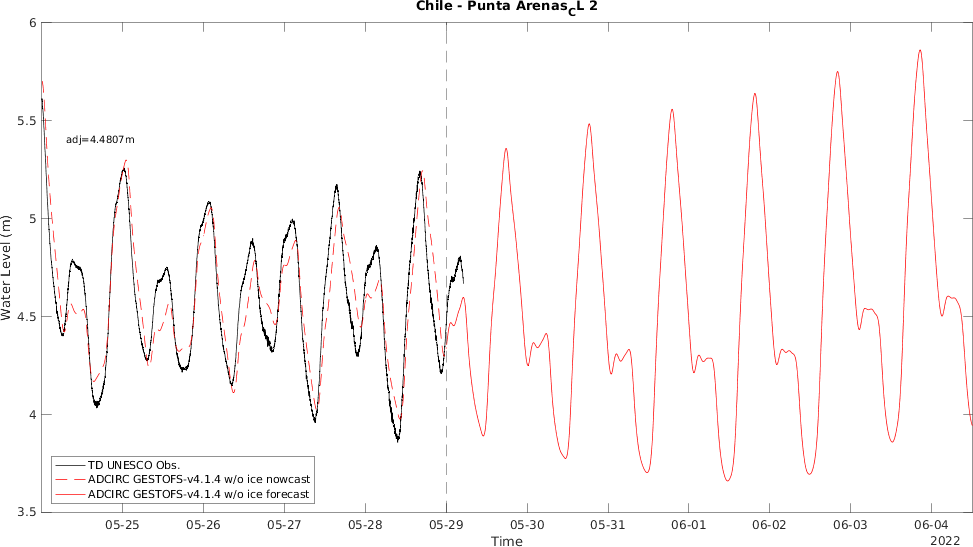 Chile - Punta Arenas_CL 2
6
5.5
5
4.5
4
3.5
Water Level (m)
adj=4.4807m
TD UNESCO Obs.
ADCIRC GESTOFS-v4.1.4 w/o ice nowcast
ADCIRC GESTOFS-v4.1.4 w/o ice forecast
05-25 05-26 05-27 05-28 05-29 05-30 05-31 06-01 06-02 06-03 06-04
Time
2022